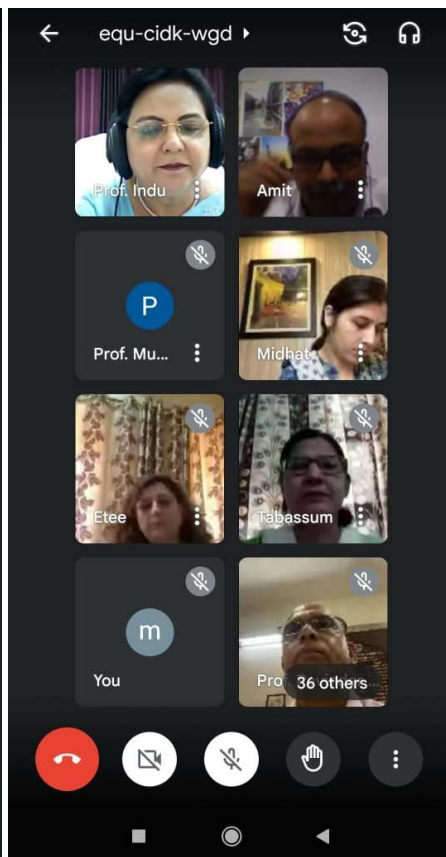 equ-cidk-wgd
Prof. Indu
Amit
P
Prof. Mu...
Midhat
Etee
Tabassum
m
You
Pro
36 others